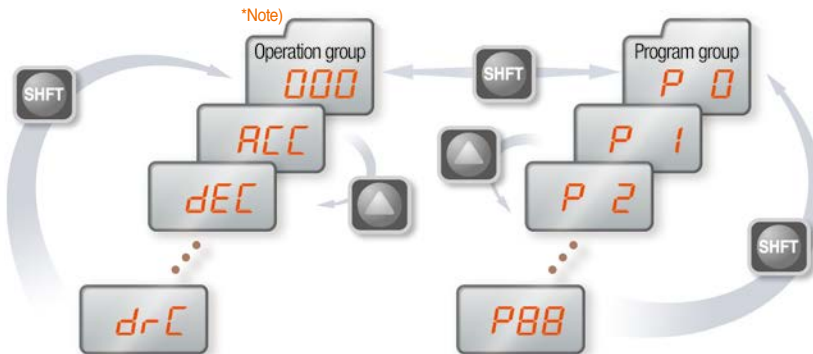 *Note)
Operation group
000
SHFT
Program group
P 0
SHFT
ACC
P 1
dEC
P 2
SHFT
drC
P88